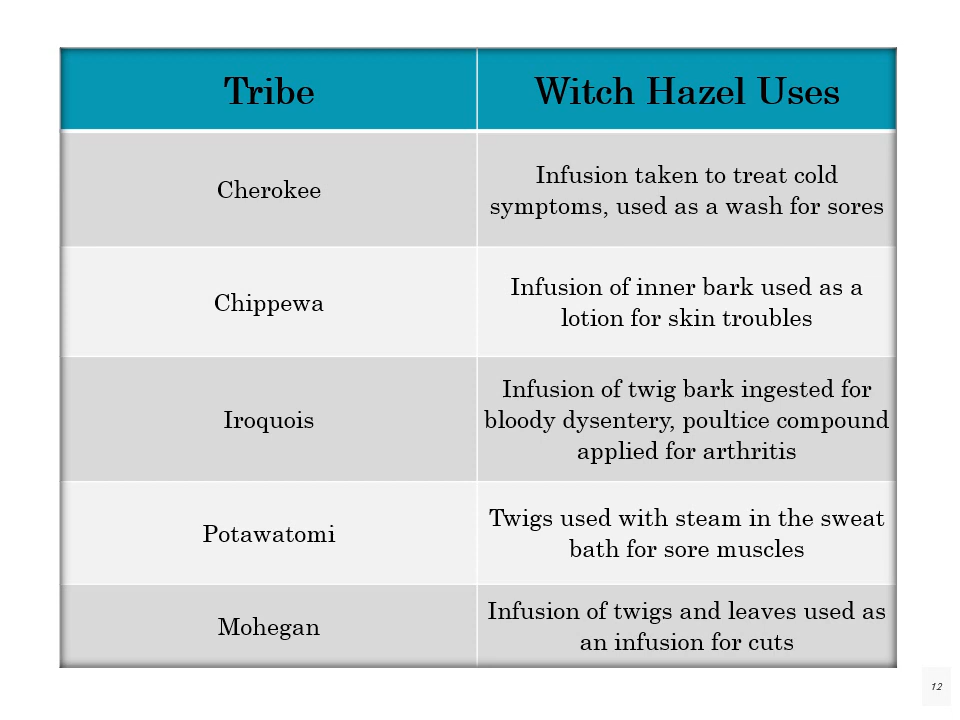 Tribe
Witch Hazel Uses
Cherokee
Infusion taken to treat cold
symptoms, used as a wash for sores
Chippewa
Infusion of inner bark used as a
lotion for skin troubles
Iroquois
Infusion of twig bark ingested for
bloody dysentery, poultice compound
applied for arthritis
Potawatomi
Twigs used with steam in the sweat
bath for sore muscles
Mohegan
Infusion of twigs and leaves used as
an infusion for cuts
12